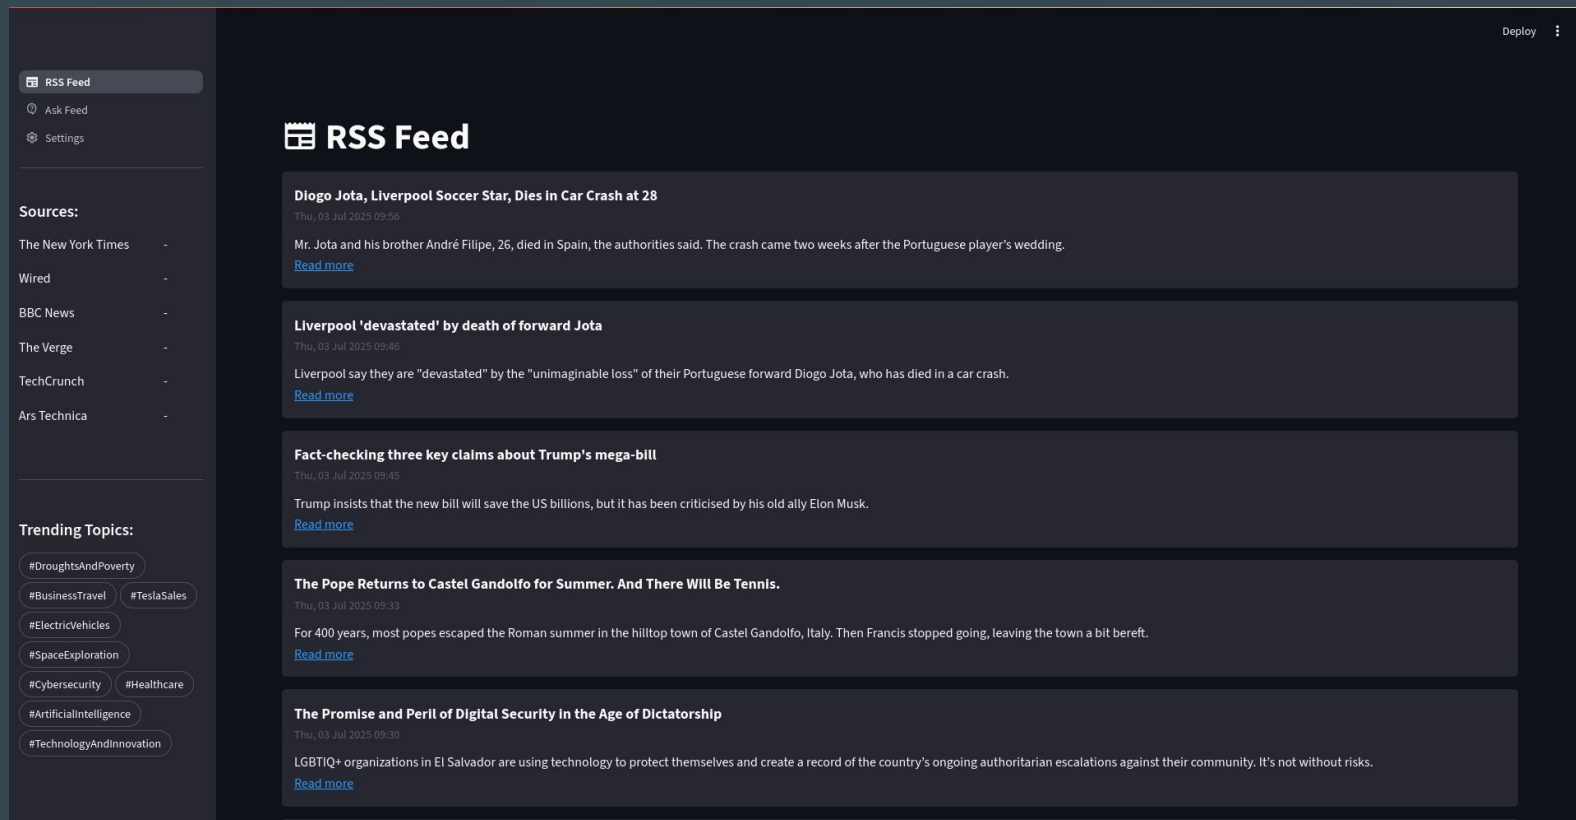 Deploy
RSS Feed
Ask Feed
Settings
Sources:
The New York Times -
Wired -
BBC News -
The Verge -
TechCrunch -
Ars Technica -
Trending Topics:
#DroughtsAndPoverty
#BusinessTravel #TeslaSales
#ElectricVehicles
#SpaceExploration
#Cybersecurity #Healthcare
#ArtificialIntelligence
#TechnologyAndInnovation
RSS Feed
Diogo Jota, Liverpool Soccer Star, Dies in Car Crash at 28
Thu, 03 Jul 2025 09:56
Mr. Jota and his brother André Filipe, 26, died in Spain, the authorities said. The crash came two weeks after the Portuguese player's wedding.
Read more
Liverpool 'devastated' by death of forward Jota
Thu, 03 Jul 2025 09:46
Liverpool say they are "devastated" by the "unimaginable loss" of their Portuguese forward Diogo Jota, who has died in a car crash.
Read more
Fact-checking three key claims about Trump's mega-bill
Thu, 03 Jul 2025 09:45
Trump insists that the new bill will save the US billions, but it has been criticised by his old ally Elon Musk.
Read more
The Pope Returns to Castel Gandolfo for Summer. And There Will Be Tennis.
Thu, 03 Jul 2025 09:33
For 400 years, most popes escaped the Roman summer in the hilltop town of Castel Gandolfo, Italy. Then Francis stopped going, leaving the town a bit bereft.
Read more
The Promise and Peril of Digital Security in the Age of Dictatorship
Thu, 03 Jul 2025 09:30
LGBTIQ+ organizations in El Salvador are using technology to protect themselves and create a record of the country's ongoing authoritarian escalations against their community. It's not without risks.
Read more